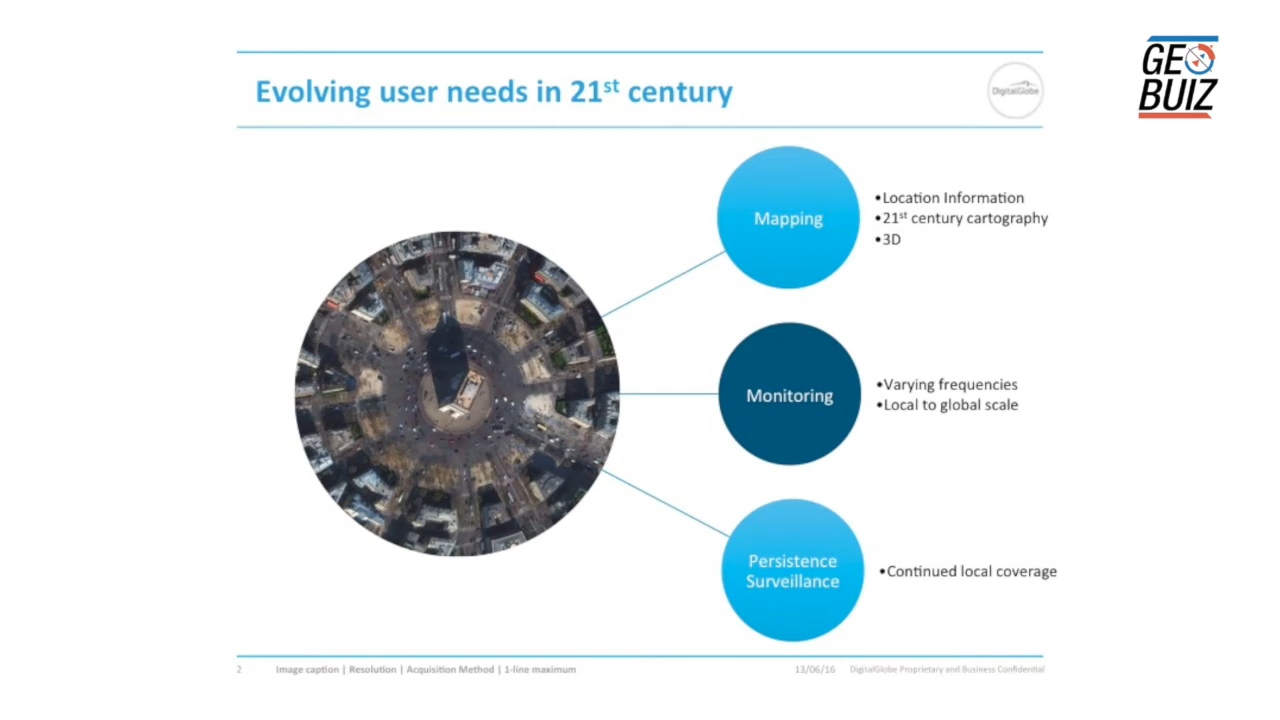 Evolving user needs in 21st century
DigitalGlobe
GEO
BUIZ
Mapping
•Location Information
•21st century cartography
•3D
Monitoring
•Varying frequencies
•Local to global scale
Persistence
Surveillance
•Continued local coverage
2 Image caption | Resolution | Acquisition Method | 1-line maximum 13/06/16 DigitalGlobe Proprietary and Business Confidential